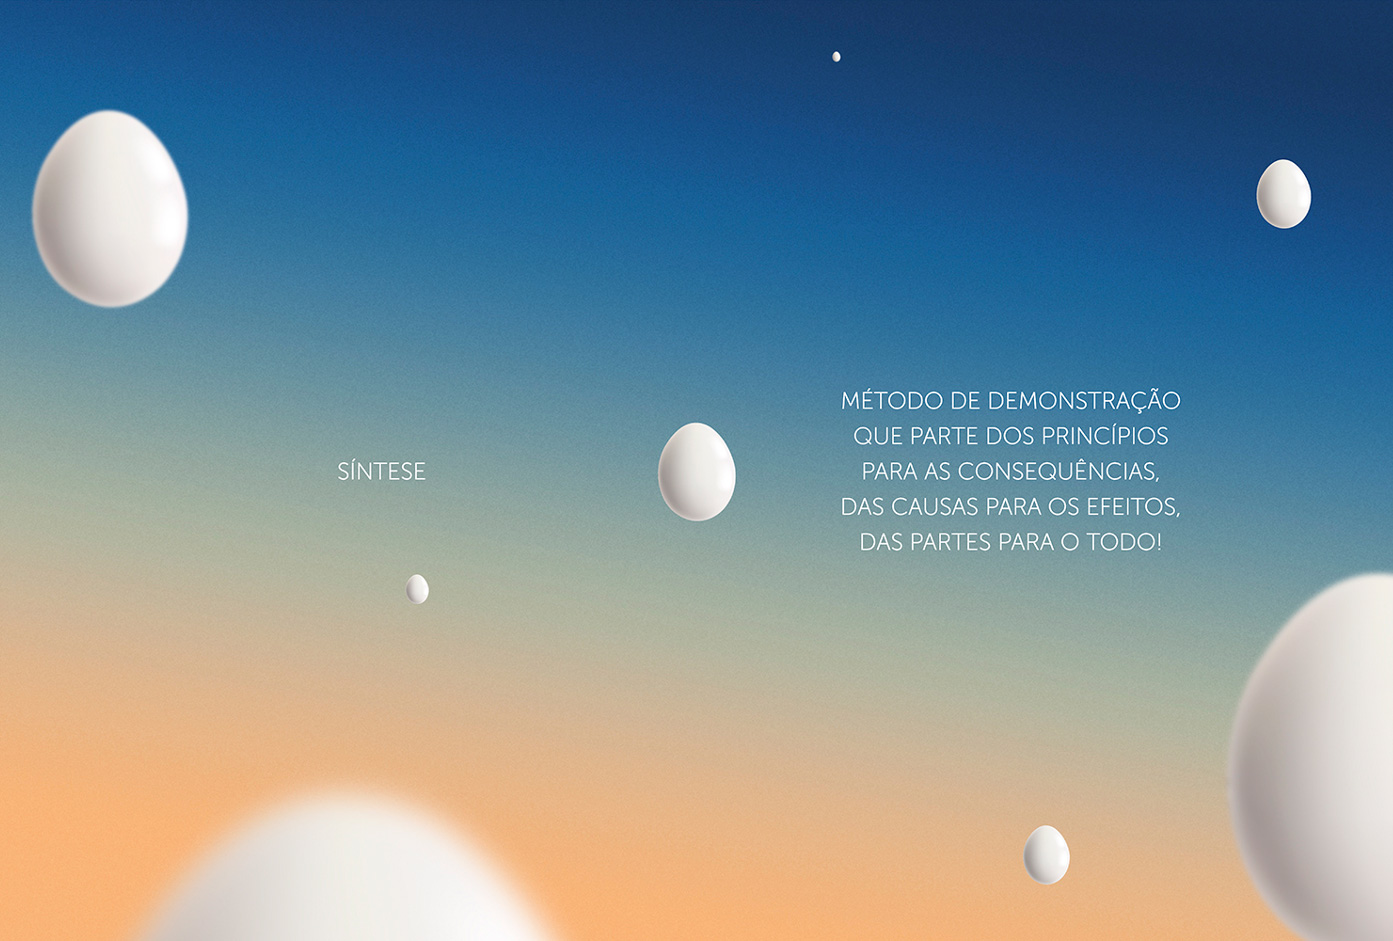 SÍNTESE
MÉTODO DE DEMONSTRAÇÃO
QUE PARTE DOS PRINCÍPIOS
PARA AS CONSEQUÊNCIAS,
DAS CAUSAS PARA OS EFEITOS,
DAS PARTES PARA O TODO!